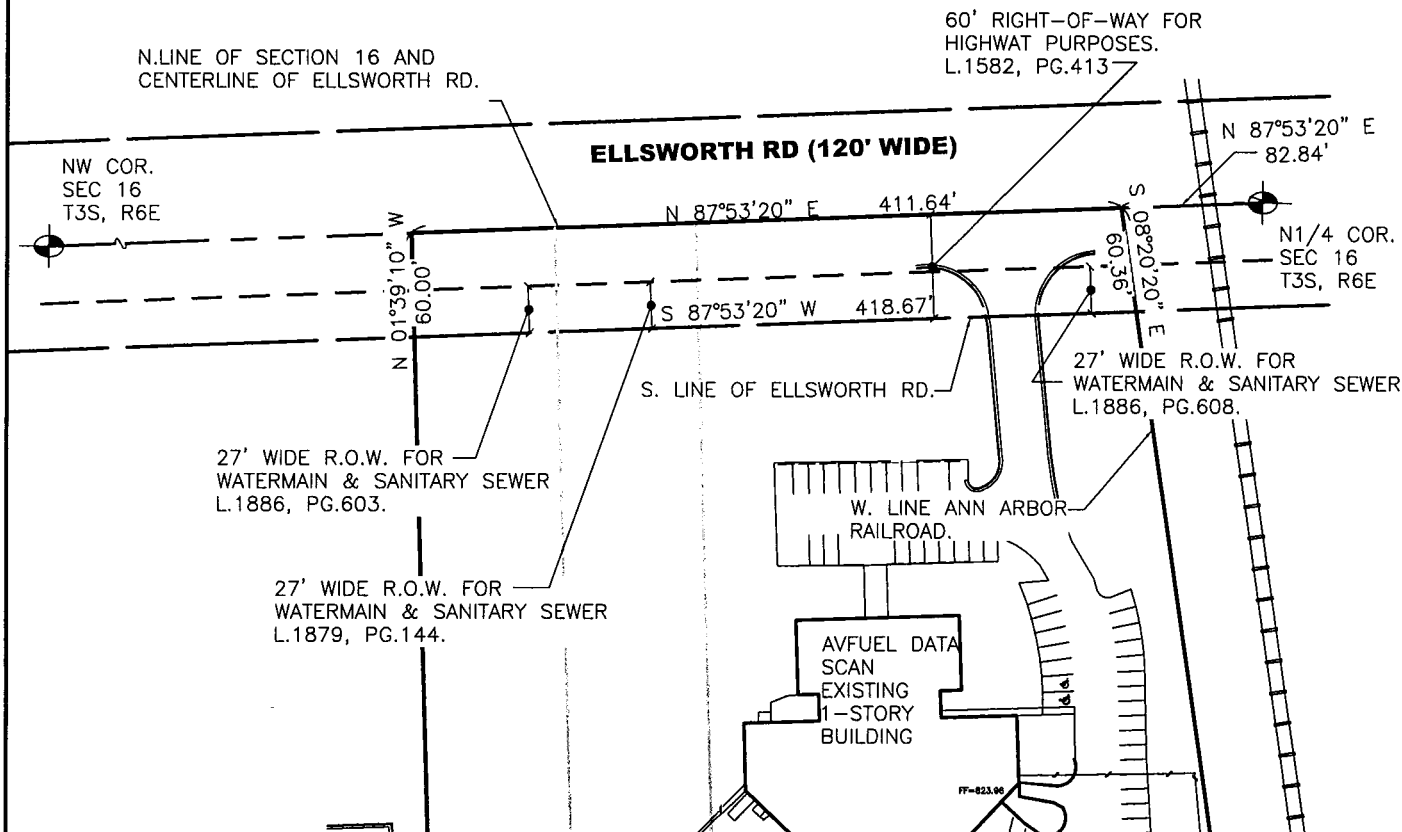 60' RIGHT-OF-WAY FOR
HIGHWAT PURPOSES.
L.1582, PG.413
N.LINE OF SECTION 16 AND
CENTERLINE OF ELLSWORTH RD.
ELLSWORTH RD (120' WIDE)
N 87°53'20" E
82.84'
NW COR.
SEC 16
T3S, R6E
N 87°53'20" E 411.64'
S 08°20'20" E
60.36'
N1/4 COR.
SEC 16
T3S, R6E
N 01°39'10" W
60.00'
S 87°53'20" W 418.67'
S. LINE OF ELLSWORTH RD.
27' WIDE R.O.W. FOR
WATERMAIN & SANITARY SEWER
L.1886, PG.608.
27' WIDE R.O.W. FOR
WATERMAIN & SANITARY SEWER
L.1886, PG.603.
W. LINE ANN ARBOR
RAILROAD.
27' WIDE R.O.W. FOR
WATERMAIN & SANITARY SEWER
L.1879, PG.144.
AVFUEL DATA
SCAN
EXISTING
1-STORY
BUILDING
FF=823.96